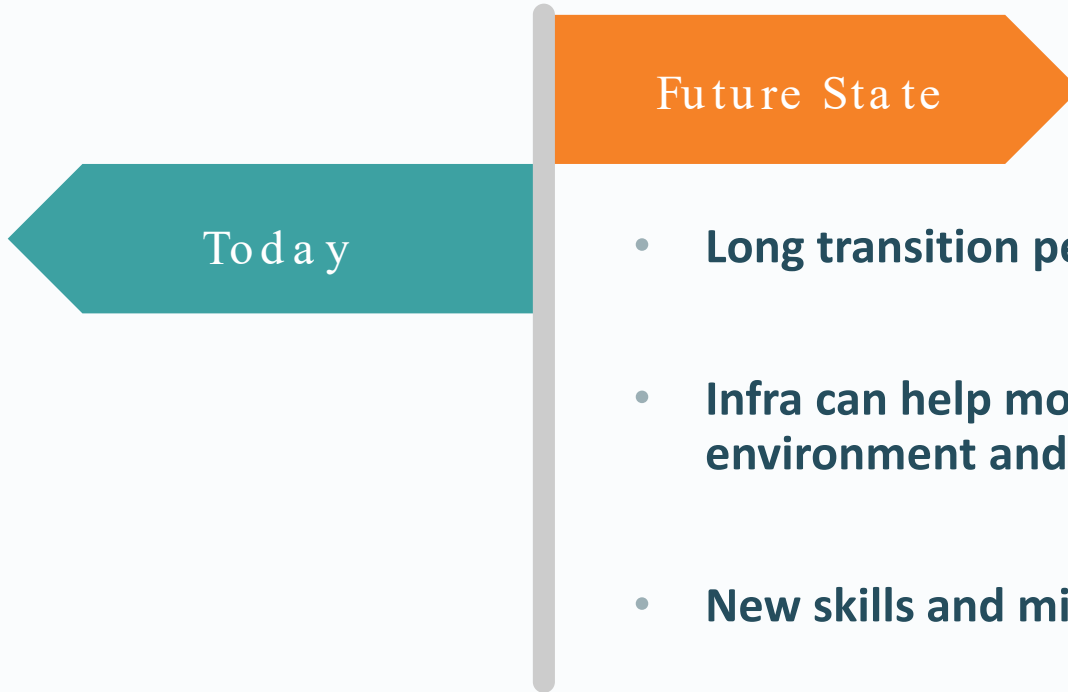 Future State
Today
• Long transition
• Infra can help
environment and
• New skills and